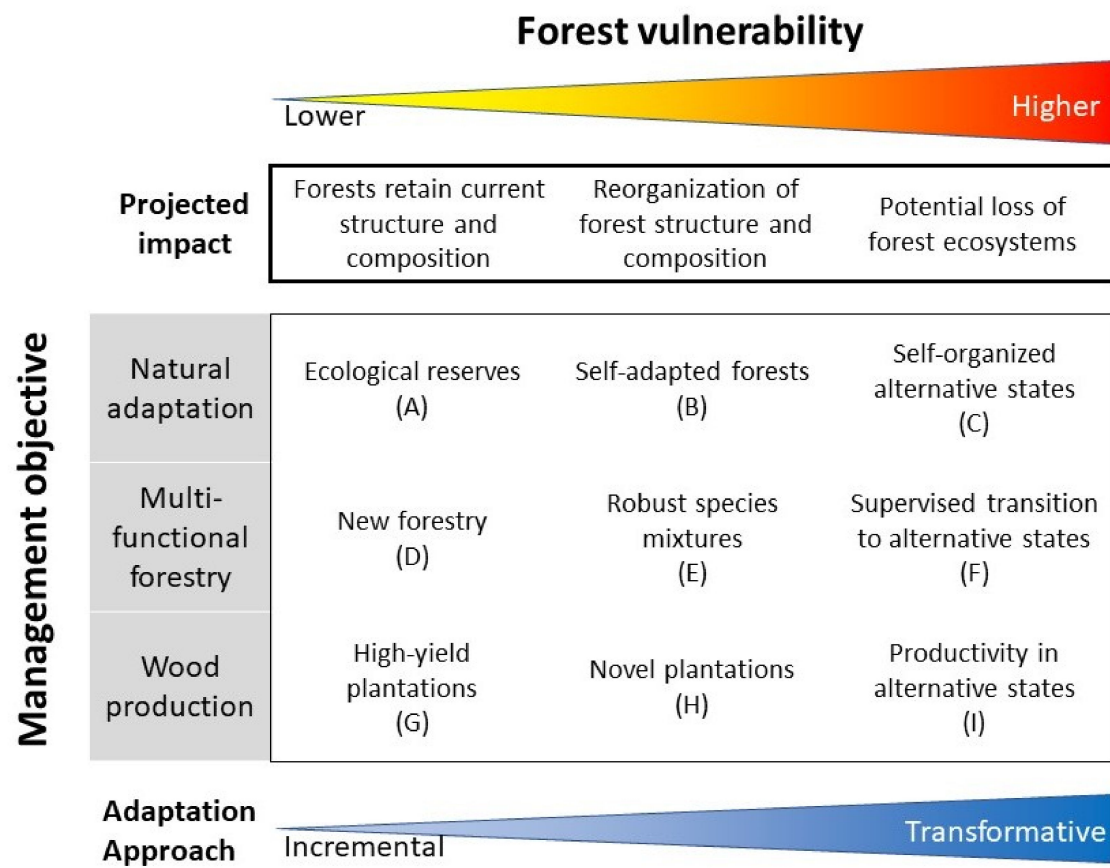 Forest vulnerability
Lower
Higher
Projected
impact
Forests retain current
structure and
composition
Reorganization of
forest structure and
composition
Potential loss of
forest ecosystems
Management objective
Natural
adaptation
Ecological reserves
(A)
Self-adapted forests
(B)
Self-organized
alternative states
(C)
Multi-
functional
forestry
New forestry
(D)
Robust species
mixtures
(E)
Supervised transition
to alternative states
(F)
Wood
production
High-yield
plantations
(G)
Novel plantations
(H)
Productivity in
alternative states
(I)
Adaptation
Approach
Incremental
Transformative